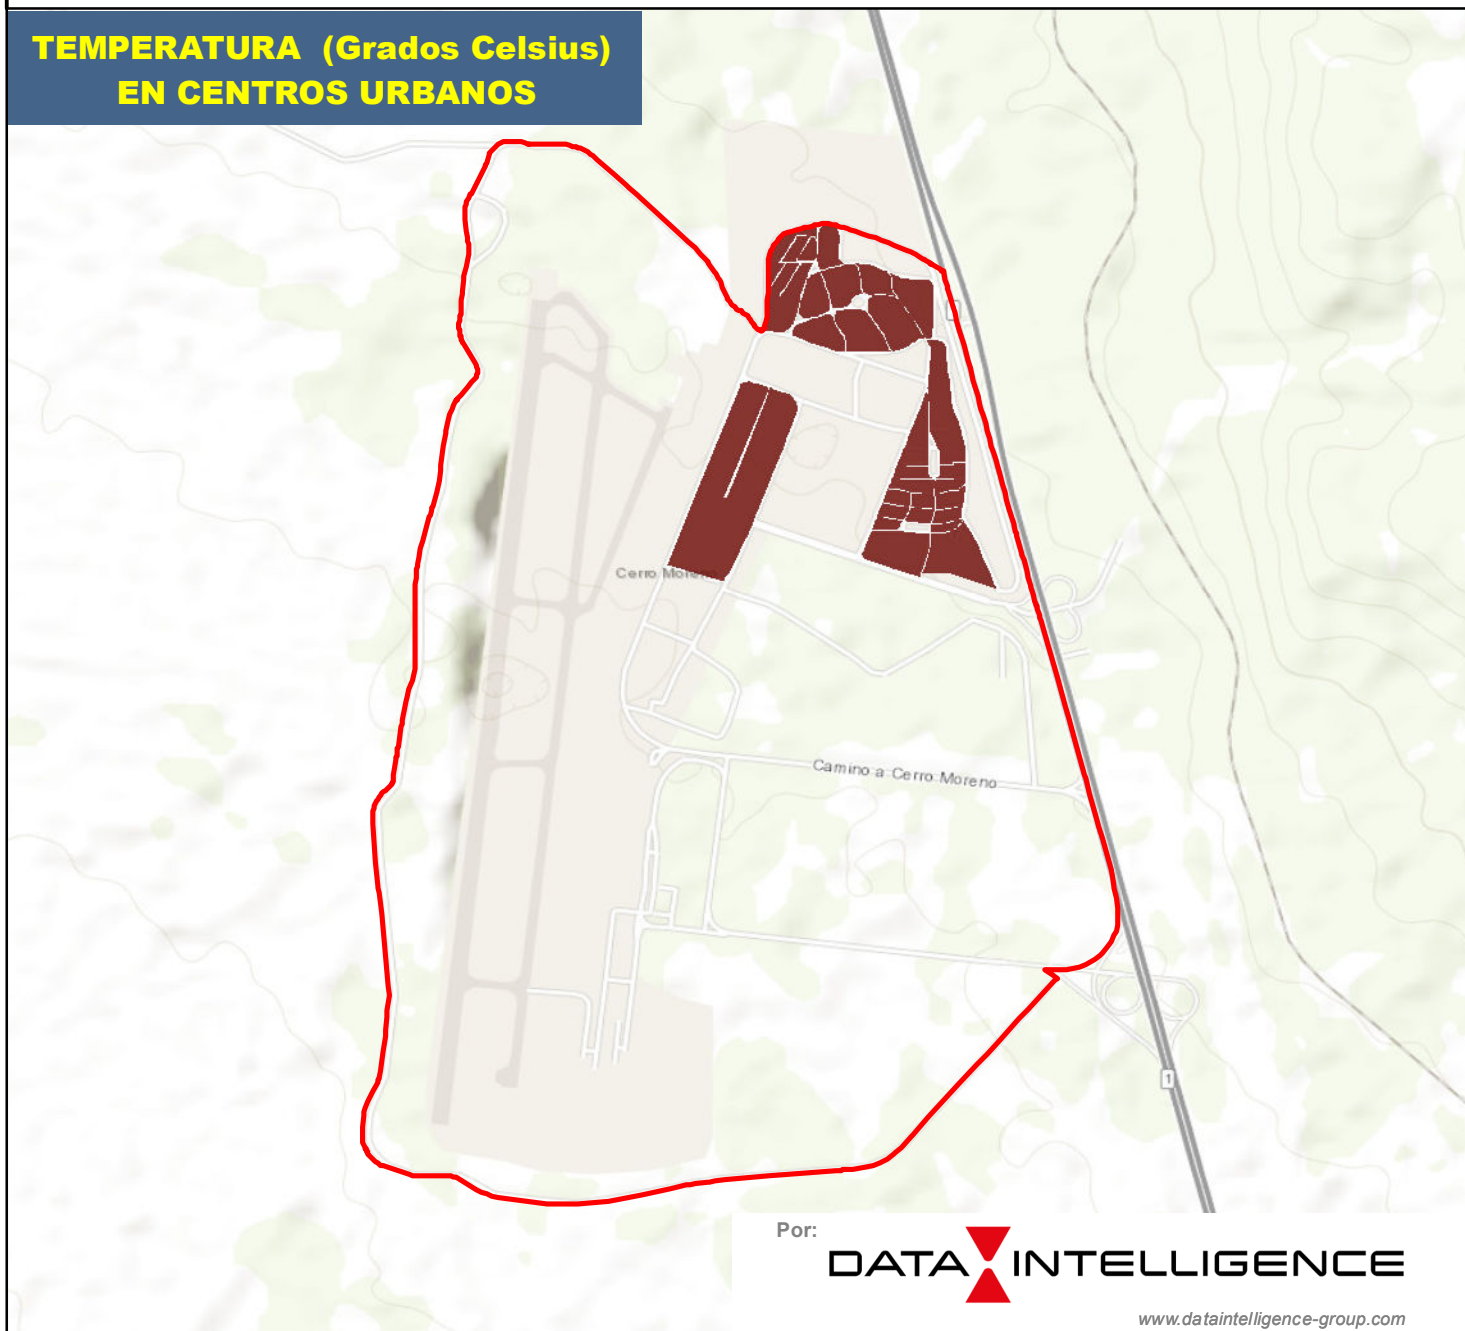 TEMPERATURA (Grados Celsius)
EN CENTROS URBANOS
Cerro Moreno
Camino a Cerro Moreno
1
Por:
DATA INTELLIGENCE
www.dataintelligence-group.com